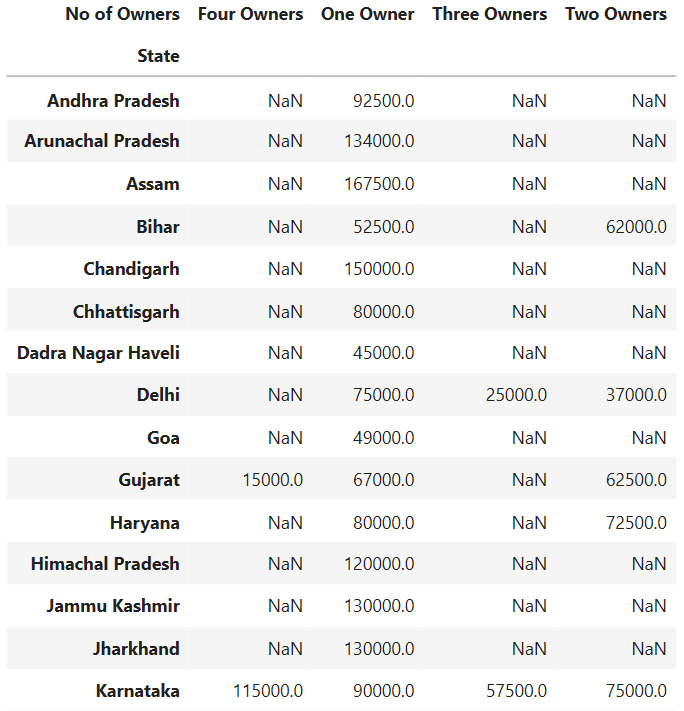 No of Owners Four Owners One Owner Three Owners Two Owners
State
Andhra Pradesh NaN 92500.0 NaN NaN
Arunachal Pradesh NaN 134000.0 NaN NaN
Assam NaN 167500.0 NaN NaN
Bihar NaN 52500.0 NaN 62000.0
Chandigarh NaN 150000.0 NaN NaN
Chhattisgarh NaN 80000.0 NaN NaN
Dadra Nagar Haveli NaN 45000.0 NaN NaN
Delhi NaN 75000.0 25000.0 37000.0
Goa NaN 49000.0 NaN NaN
Gujarat 15000.0 67000.0 NaN 62500.0
Haryana NaN 80000.0 NaN 72500.0
Himachal Pradesh NaN 120000.0 NaN NaN
Jammu Kashmir NaN 130000.0 NaN NaN
Jharkhand NaN 130000.0 NaN NaN
Karnataka 115000.0 90000.0 57500.0 75000.0